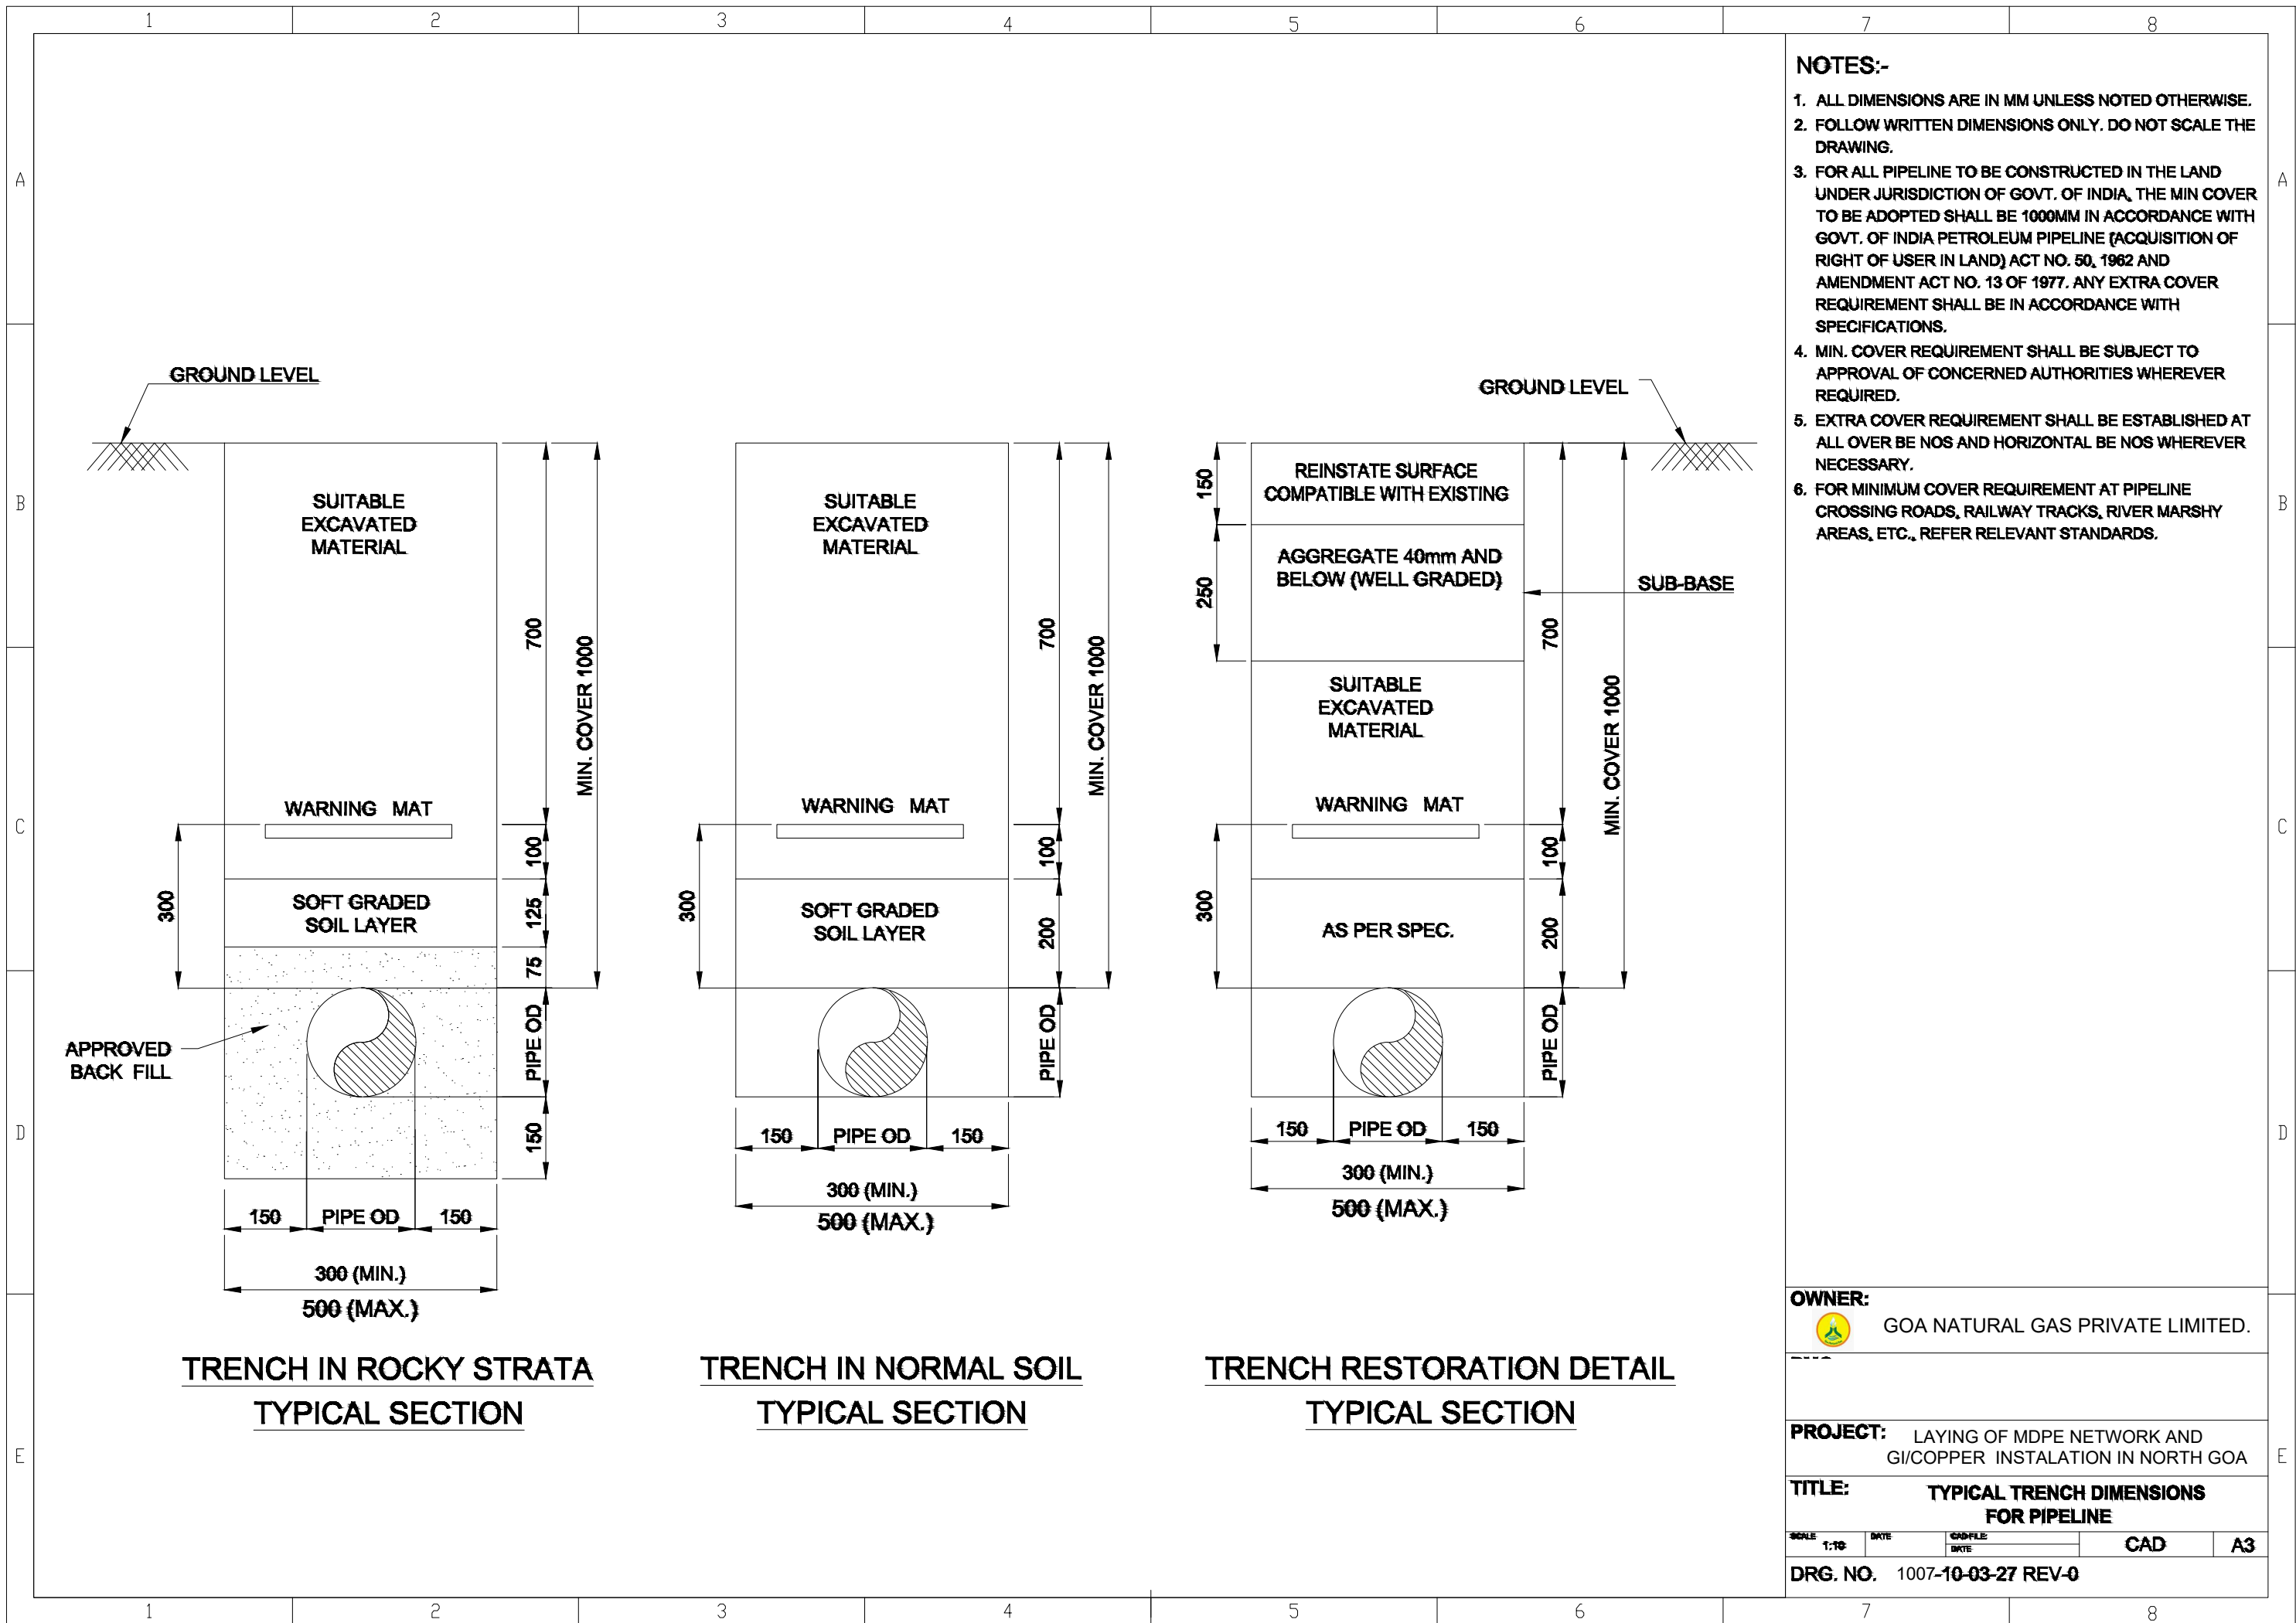 1 2 3 4 5 6 7 8
A
B
C
D
E
GROUND LEVEL
SUITABLE
EXCAVATED
MATERIAL
700
MIN. COVER 1000
WARNING MAT
100
300
SOFT GRADED
SOIL LAYER
125
75
APPROVED
BACK FILL
PIPE OD
150
150 PIPE OD 150
300 (MIN.)
500 (MAX.)
TRENCH IN ROCKY STRATA
TYPICAL SECTION
SUITABLE
EXCAVATED
MATERIAL
700
MIN. COVER 1000
WARNING MAT
100
300
SOFT GRADED
SOIL LAYER
200
PIPE OD
150 PIPE OD 150
300 (MIN.)
500 (MAX.)
TRENCH IN NORMAL SOIL
TYPICAL SECTION
GROUND LEVEL
150
REINSTATE SURFACE
COMPATIBLE WITH EXISTING
250
AGGREGATE 40mm AND
BELOW (WELL GRADED)
SUB-BASE
700
SUITABLE
EXCAVATED
MATERIAL
MIN. COVER 1000
WARNING MAT
100
300
AS PER SPEC.
200
PIPE OD
150 PIPE OD 150
300 (MIN.)
500 (MAX.)
TRENCH RESTORATION DETAIL
TYPICAL SECTION
NOTES:-
1. ALL DIMENSIONS ARE IN MM UNLESS NOTED OTHERWISE.
2. FOLLOW WRITTEN DIMENSIONS ONLY. DO NOT SCALE THE
DRAWING.
3. FOR ALL PIPELINE TO BE CONSTRUCTED IN THE LAND
UNDER JURISDICTION OF GOVT. OF INDIA, THE MIN COVER
TO BE ADOPTED SHALL BE 1000MM IN ACCORDANCE WITH
GOVT. OF INDIA PETROLEUM PIPELINE (ACQUISITION OF
RIGHT OF USER IN LAND) ACT NO. 50, 1962 AND
AMENDMENT ACT NO. 13 OF 1977. ANY EXTRA COVER
REQUIREMENT SHALL BE IN ACCORDANCE WITH
SPECIFICATIONS.
4. MIN. COVER REQUIREMENT SHALL BE SUBJECT TO
APPROVAL OF CONCERNED AUTHORITIES WHEREVER
REQUIRED.
5. EXTRA COVER REQUIREMENT SHALL BE ESTABLISHED AT
ALL OVER BE NOS AND HORIZONTAL BE NOS WHEREVER
NECESSARY.
6. FOR MINIMUM COVER REQUIREMENT AT PIPELINE
CROSSING ROADS, RAILWAY TRACKS, RIVER MARSHY
AREAS, ETC., REFER RELEVANT STANDARDS.
OWNER:
GOA NATURAL GAS PRIVATE LIMITED.
PROJECT: LAYING OF MDPE NETWORK AND
GI/COPPER INSTALATION IN NORTH GOA
TITLE: TYPICAL TRENCH DIMENSIONS
FOR PIPELINE
SCALE 1:10 DATE CADFILE: CAD A3
DATE
DRG. NO. 1007-10-03-27 REV-0
A
B
C
D
E
1 2 3 4 5 6 7 8